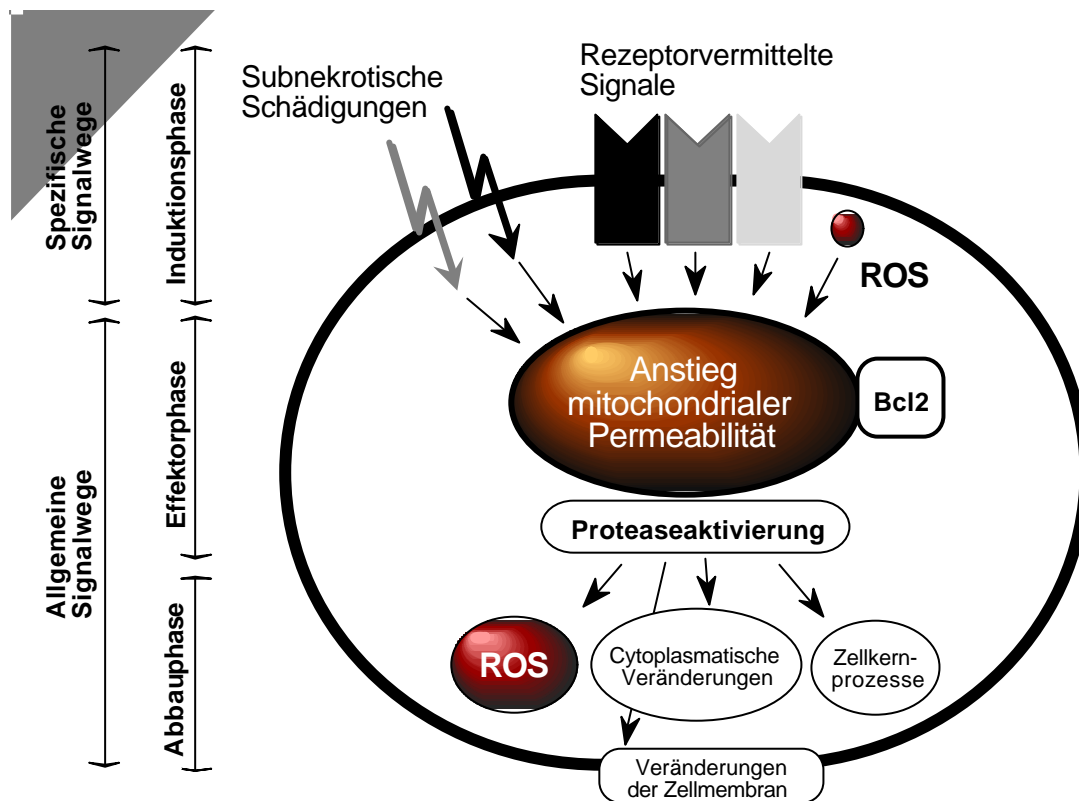 Spezifische
Signalwege
Induktionsphase
Allgemeine
Signalwege
Effektorphase
Abbauphase
Subnekrotische
Schädigungen
Rezeptorvermittelte
Signale
ROS
Anstieg
mitochondrialer
Permeabilität
Bcl2
Proteaseaktivierung
ROS
Cytoplasmatische
Veränderungen
Zellkern-
prozesse
Veränderungen
der Zellmembran